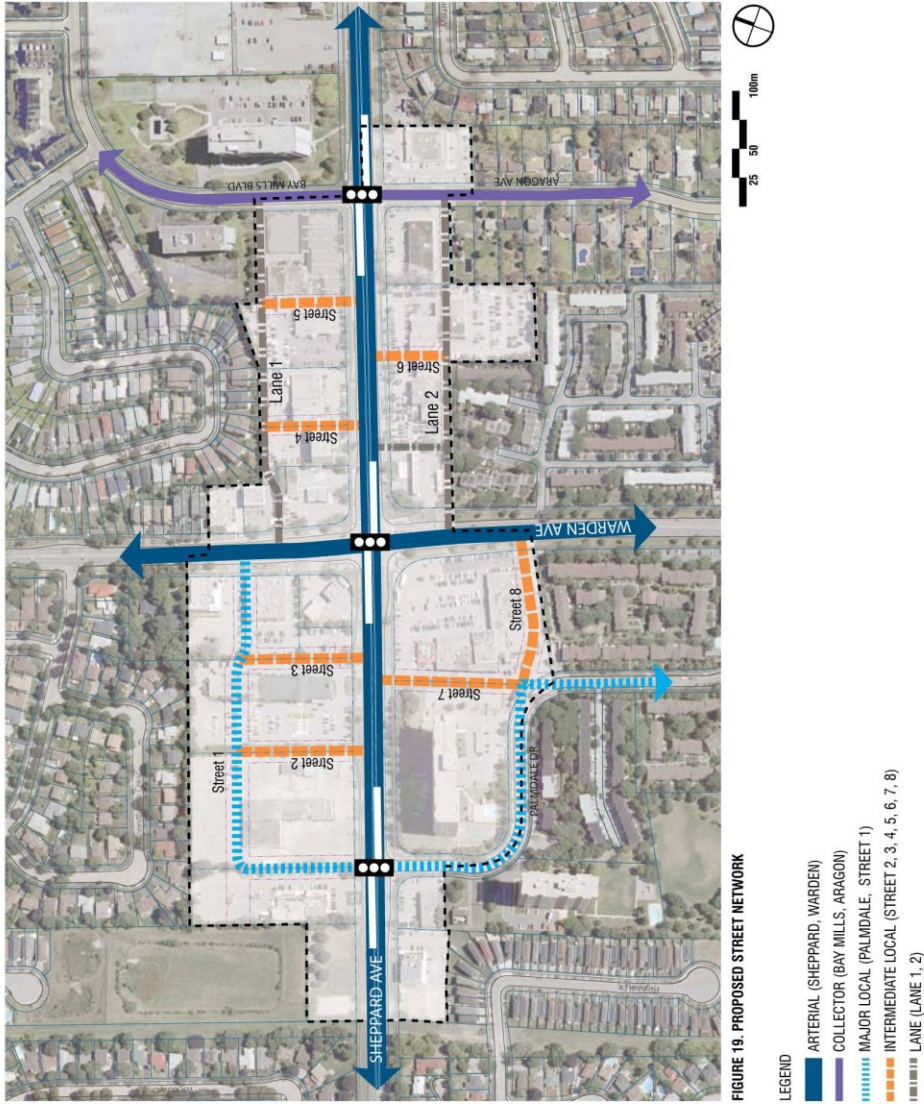 BAY MILLS BLVD.
ARAGON AVE
Street 5
Lane 1
Street 6
Street 4
Lane 2
WARDEN AVE
Street 3
Street 8
Street 7
Street 1
Street 2
PALMDALE DR
SHEPPARD AVE
25 50 100m
FIGURE 19. PROPOSED STREET NETWORK
LEGEND
ARTERIAL (SHEPPARD, WARDEN)
COLLECTOR (BAY MILLS, ARAGON)
MAJOR LOCAL (PALMDALE, STREET 1)
INTERMEDIATE LOCAL (STREET 2, 3, 4, 5, 6, 7, 8)
LANE (LANE 1, 2)